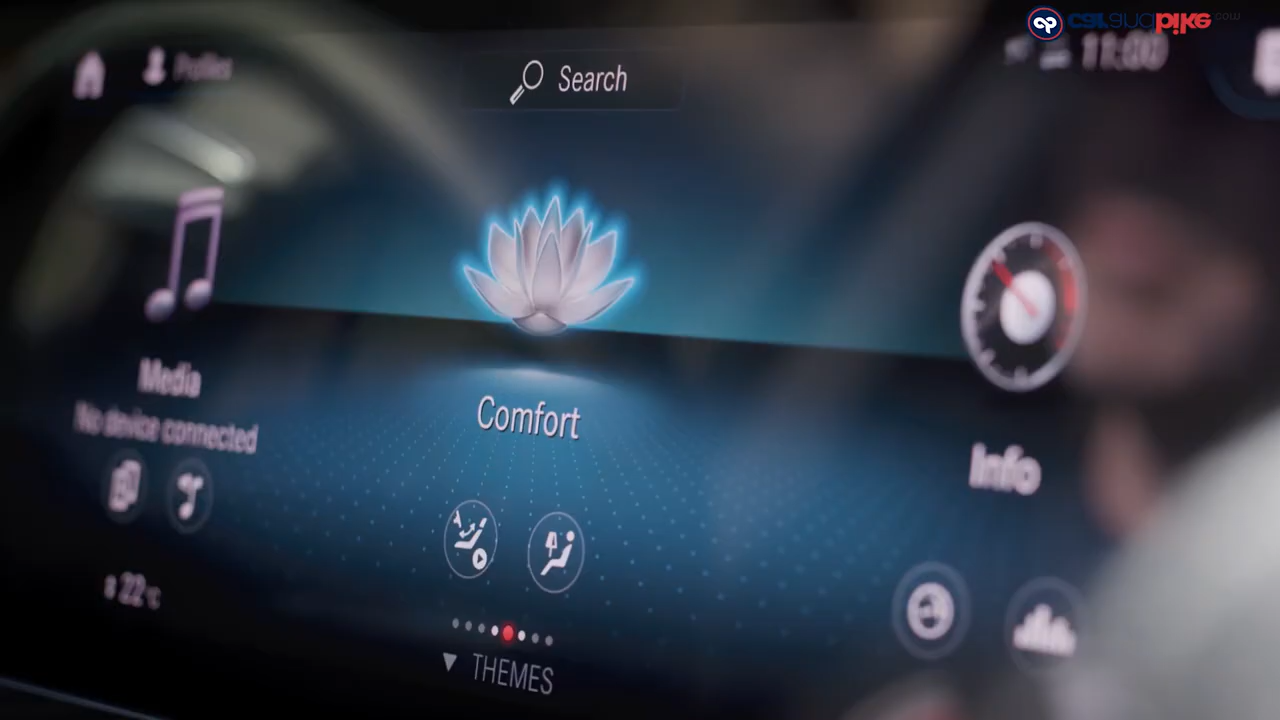 Profiles
Search
11:00
Media
No device connected
Comfort
Info
22°C
THEMES